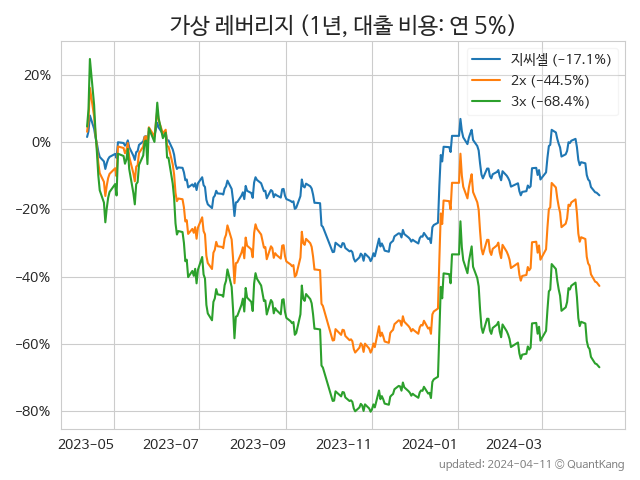 가상 레버리지 (1년, 대출 비용: 연 5%)
지씨셀 (-17.1%)
2x (-44.5%)
3x (-68.4%)
20%
0%
-20%
-40%
-60%
-80%
2023-05 2023-07 2023-09 2023-11 2024-01 2024-03
updated: 2024-04-11 © QuantKang